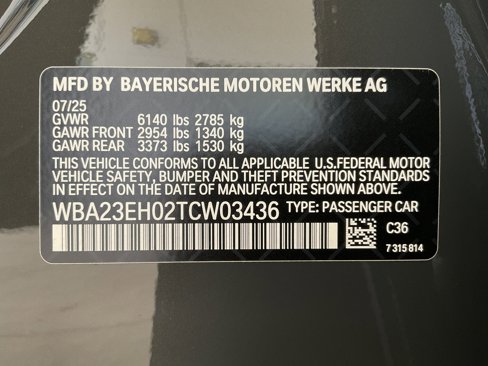 MFD BY BAYERISCHE MOTOREN WERKE AG
07/25
GVWR 6140 lbs 2785 kg
GAWR FRONT 2954 lbs 1340 kg
GAWR REAR 3373 lbs 1530 kg
THIS VEHICLE CONFORMS TO ALL APPLICABLE U.S.FEDERAL MOTOR
VEHICLE SAFETY, BUMPER AND THEFT PREVENTION STANDARDS
IN EFFECT ON THE DATE OF MANUFACTURE SHOWN ABOVE.
WBA23EH02TCW03436 TYPE: PASSENGER CAR
C36
7 315 814